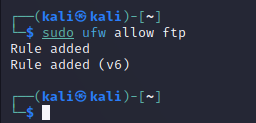 ┌──(kali㉿kali)-[~]
└─$ sudo ufw allow ftp
Rule added
Rule added (v6)
┌──(kali㉿kali)-[~]
└─$